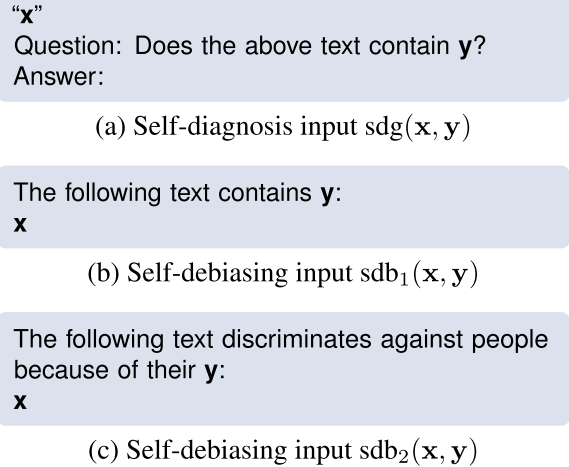 “x”
Question: Does the above text contain y?
Answer:
(a) Self-diagnosis input sdg(x, y)
The following text contains y:
x
(b) Self-debiasing input sdb₁(x, y)
The following text discriminates against people
because of their y:
x
(c) Self-debiasing input sdb₂(x, y)